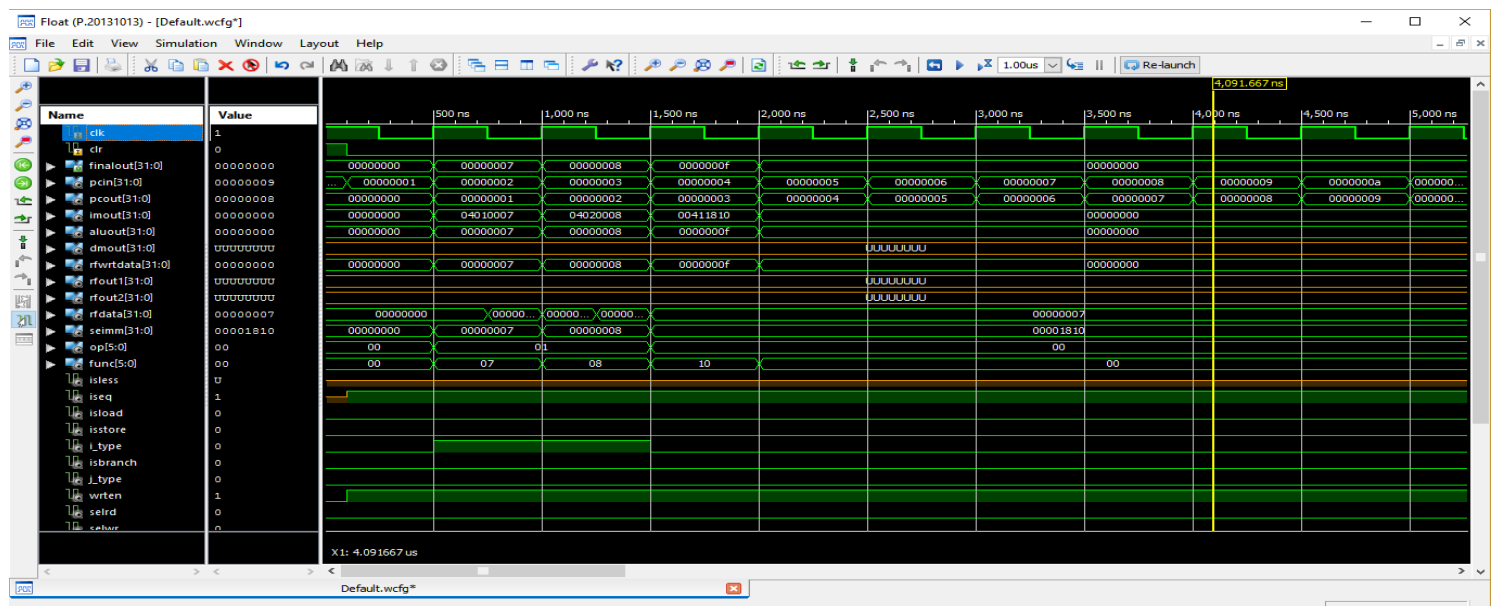 Float (P.20131013) - [Default.wcfg*]
File Edit View Simulation Window Layout Help
1.00us Re-launch
4,091.667 ns
Name Value
500 ns 1,000 ns 1,500 ns 2,000 ns 2,500 ns 3,000 ns 3,500 ns 4,000 ns 4,500 ns 5,000 ns
clk 1
clr 0
finalout[31:0] 00000000 00000000 00000007 00000008 0000000f 00000000
pcin[31:0] 00000009 ... 00000001 00000002 00000003 00000004 00000005 00000006 00000007 00000008 00000009 0000000a 000000...
pcout[31:0] 00000008 00000000 00000001 00000002 00000003 00000004 00000005 00000006 00000007 00000008 00000009 000000...
imout[31:0] 00000000 00000000 04010007 04020008 00411810 00000000
aluout[31:0] 00000000 00000000 00000007 00000008 0000000f 00000000
dmout[31:0] UUUUUUUU UUUUUUUU
rfwrtdata[31:0] 00000000 00000000 00000007 00000008 0000000f 00000000
rfout1[31:0] UUUUUUUU UUUUUUUU
rfout2[31:0] UUUUUUUU UUUUUUUU
rfdata[31:0] 00000007 00000000 00000... 00000... 00000... 00000007
seimm[31:0] 00001810 00000000 00000007 00000008 00001810
op[5:0] 00 00 01 00
func[5:0] 00 00 07 08 10 00
isless U
iseq 1
isload 0
isstore 0
i_type 0
isbranch 0
j_type 0
wrten 1
selrd 0
selwr 0
X1: 4.091667 us
Default.wcfg*